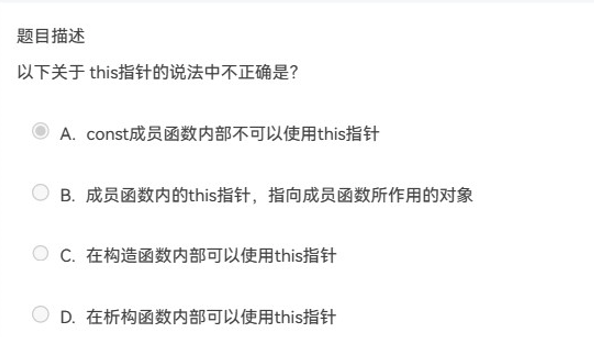 题目描述
以下关于 this指针的说法中不正确是?
A. const成员函数内部不可以使用this指针
B. 成员函数内的this指针，指向成员函数所作用的对象
C. 在构造函数内部可以使用this指针
D. 在析构函数内部可以使用this指针